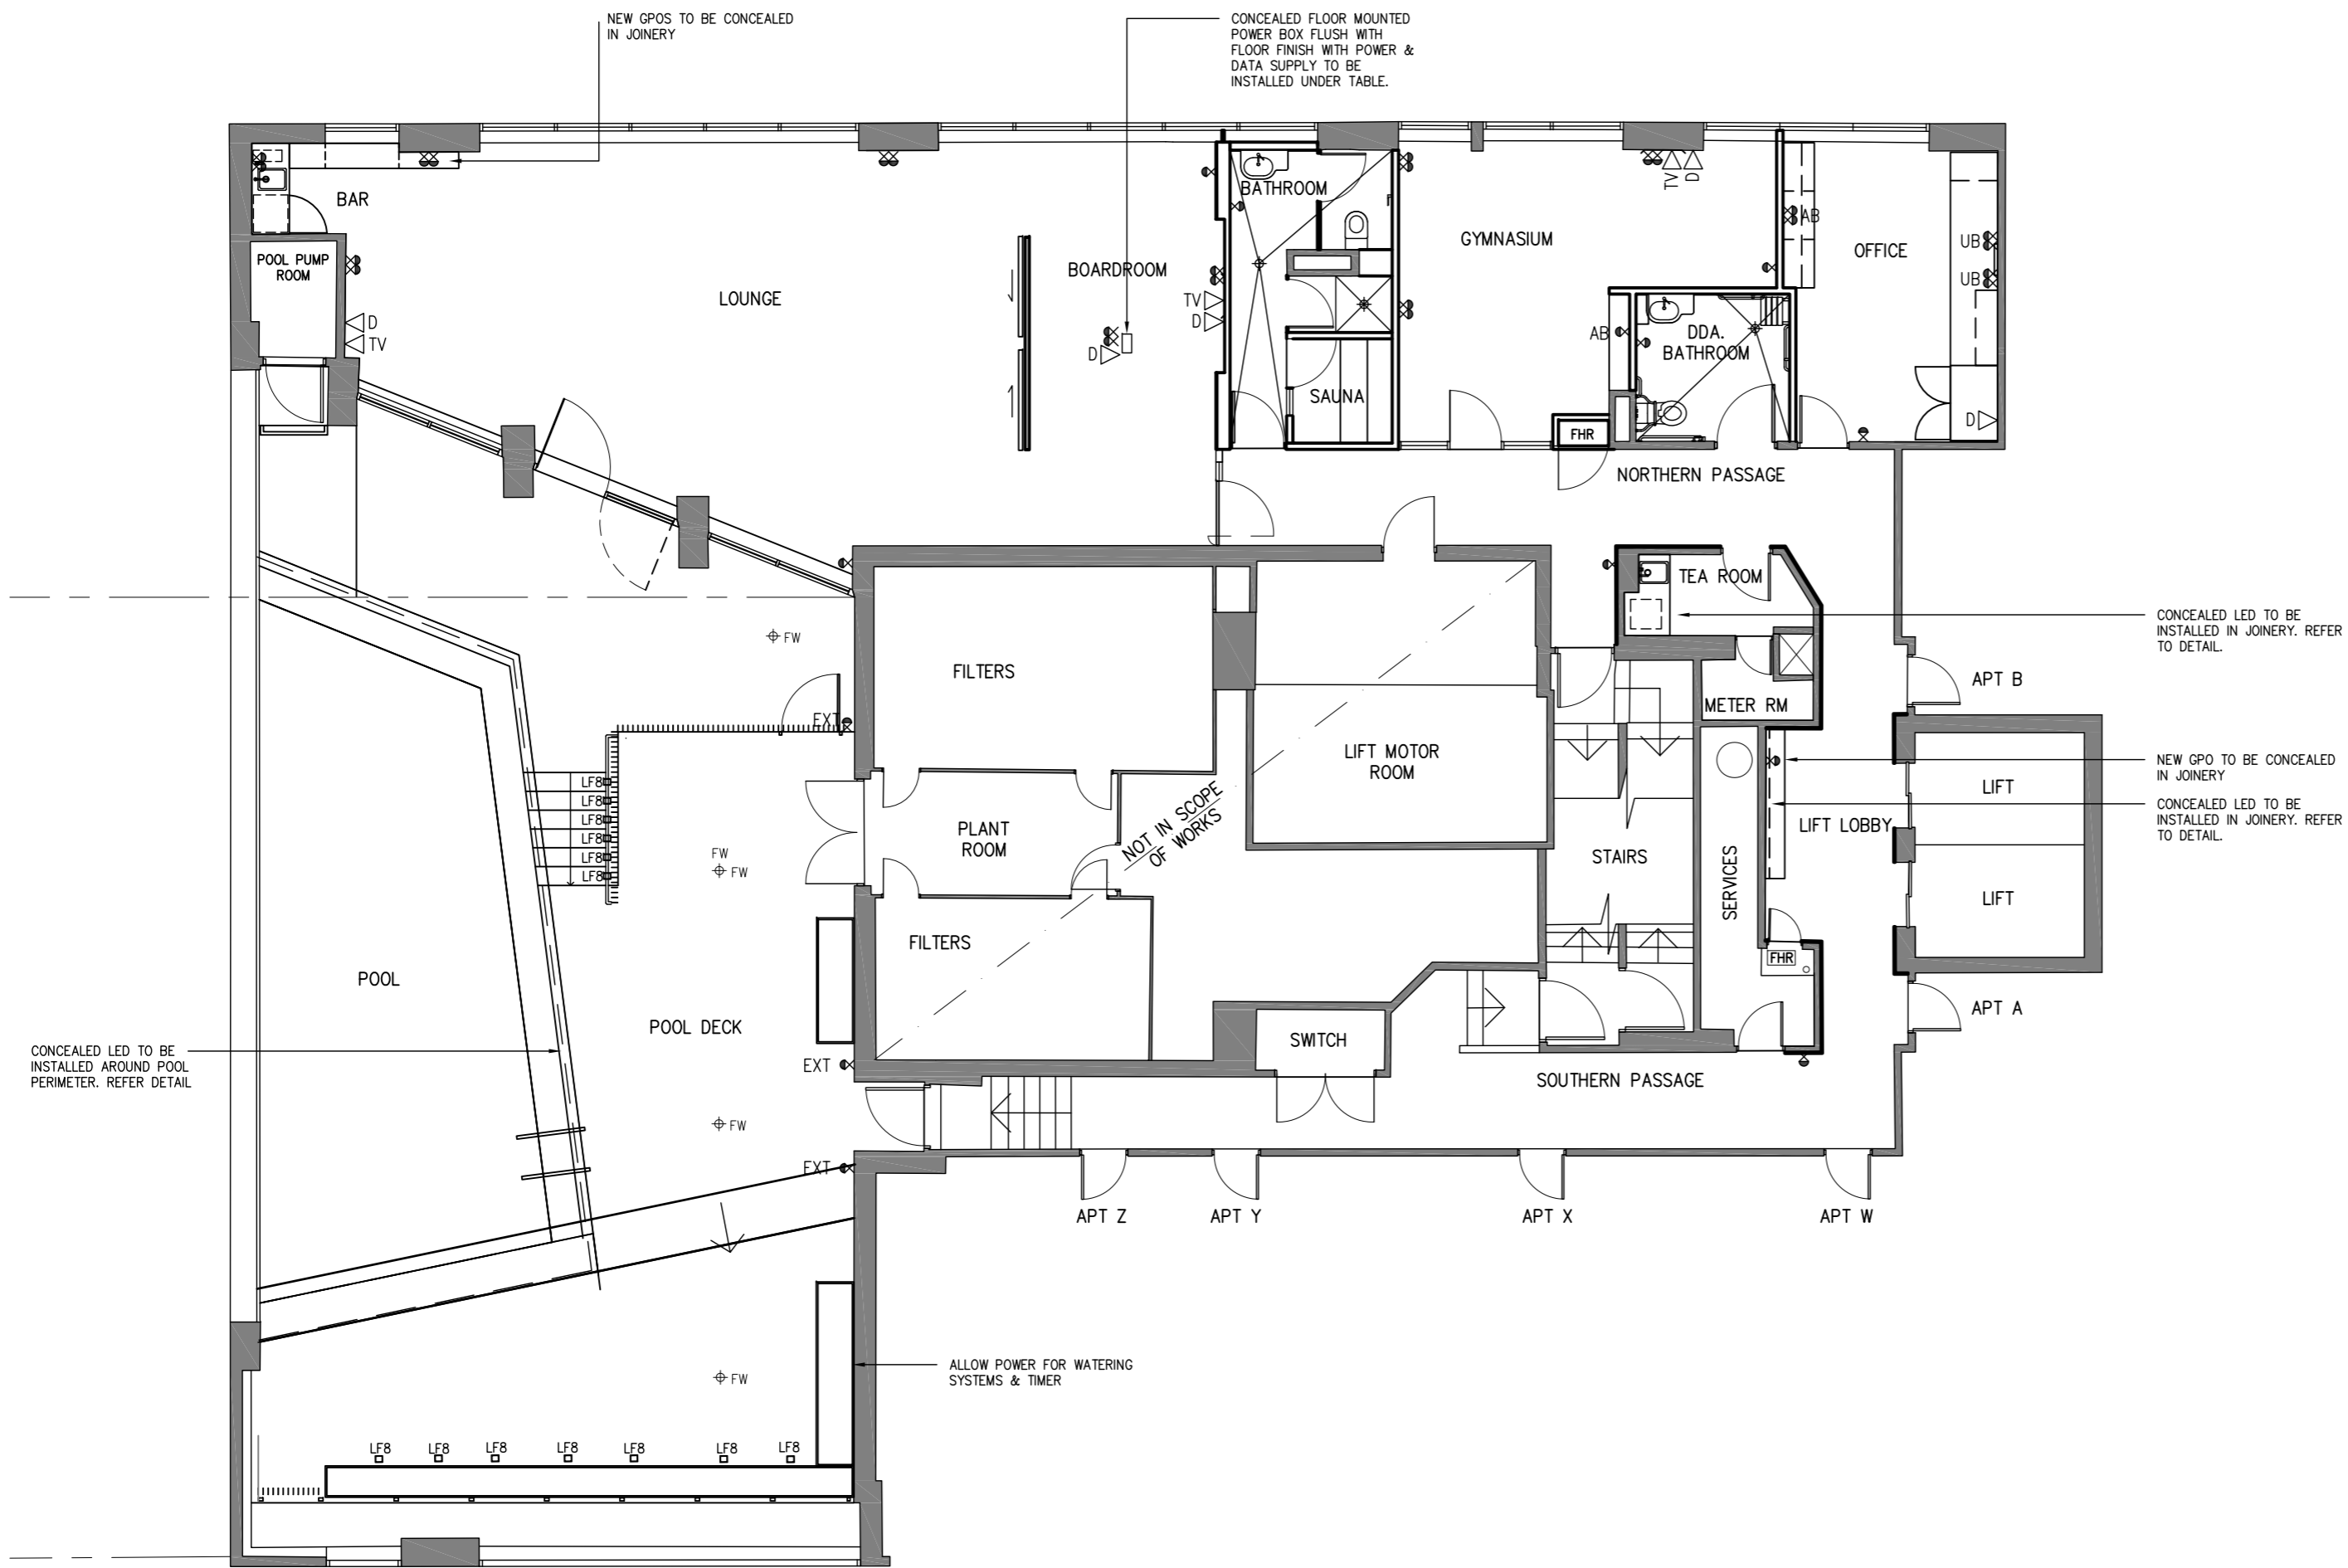 NEW GPOS TO BE CONCEALED
IN JOINERY
CONCEALED FLOOR MOUNTED
POWER BOX FLUSH WITH
FLOOR FINISH WITH POWER &
DATA SUPPLY TO BE
INSTALLED UNDER TABLE.
BAR
POOL PUMP
ROOM
D
TV
LOUNGE
BOARDROOM
TV
D
D
BATHROOM
SAUNA
GYMNASIUM
TV
D
AB
AB
DDA.
BATHROOM
OFFICE
UB
UB
D
FHR
NORTHERN PASSAGE
TEA ROOM
CONCEALED LED TO BE
INSTALLED IN JOINERY. REFER
TO DETAIL.
METER RM
APT B
FW
EXT
FILTERS
LIFT MOTOR
ROOM
NEW GPO TO BE CONCEALED
IN JOINERY
CONCEALED LED TO BE
INSTALLED IN JOINERY. REFER
TO DETAIL.
LIFT
LIFT LOBBY
LIFT
LF8
LF8
LF8
LF8
LF8
LF8
FW
FW
PLANT
ROOM
NOT IN SCOPE
OF WORKS
STAIRS
SERVICES
FILTERS
FHR
POOL
POOL DECK
APT A
SWITCH
CONCEALED LED TO BE
INSTALLED AROUND POOL
PERIMETER. REFER DETAIL
EXT
SOUTHERN PASSAGE
FW
EXT
APT Z
APT Y
APT X
APT W
ALLOW POWER FOR WATERING
SYSTEMS & TIMER
FW
LF8
LF8
LF8
LF8
LF8
LF8
LF8